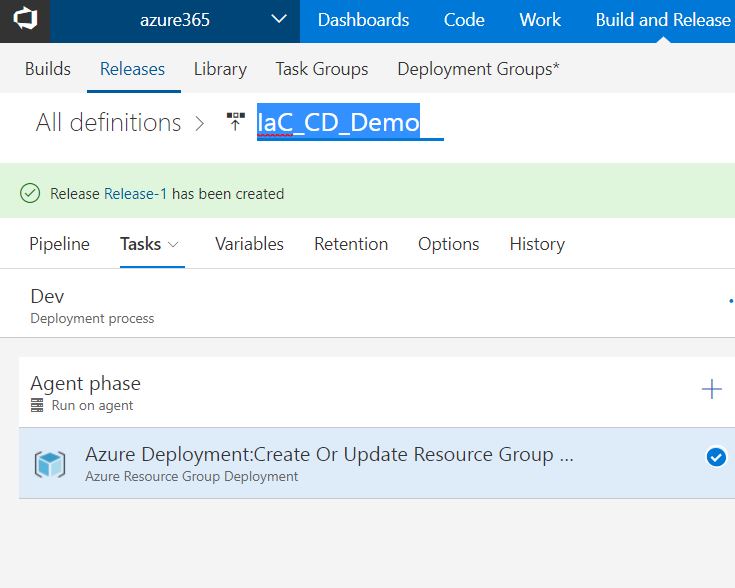 azure365 Dashboards Code Work Build and Release
Builds Releases Library Task Groups Deployment Groups*
All definitions > IaC_CD_Demo
Release Release-1 has been created
Pipeline Tasks Variables Retention Options History
Dev
Deployment process
Agent phase
Run on agent
Azure Deployment:Create Or Update Resource Group ...
Azure Resource Group Deployment